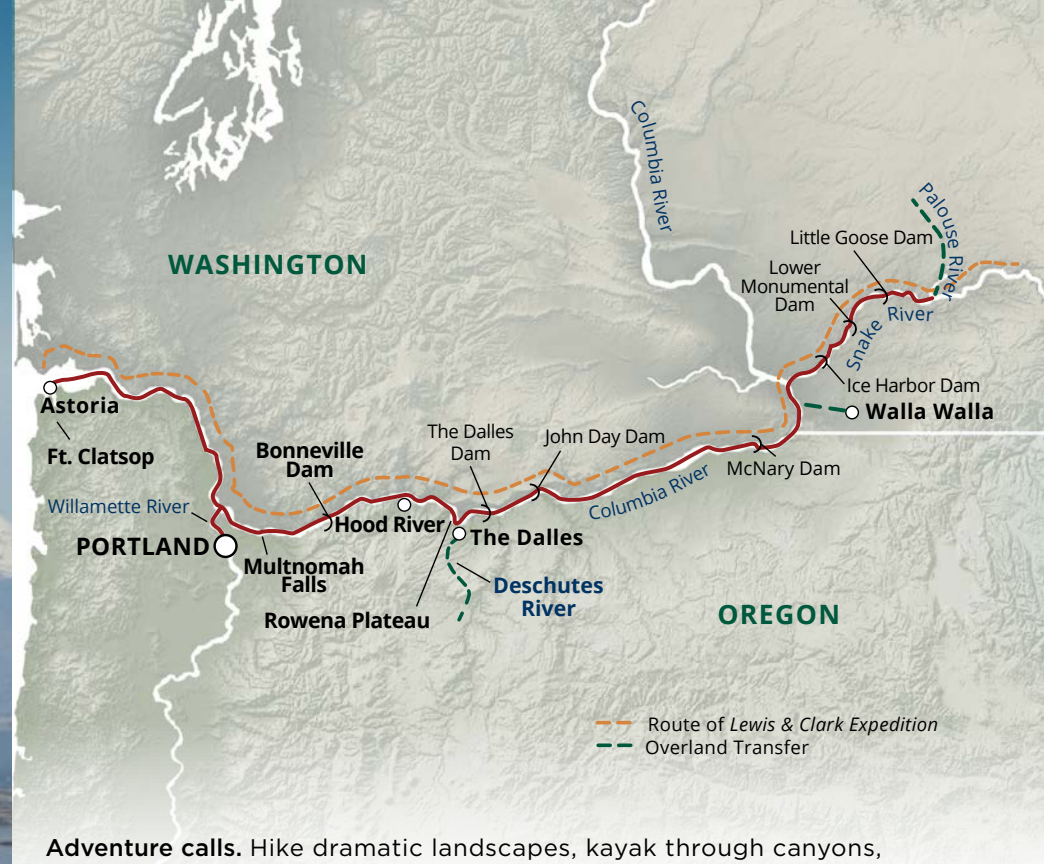 Columbia River
Palouse River
Little Goose Dam
WASHINGTON
Lower
Monumental
Dam
Snake River
Ice Harbor Dam
Astoria
Walla Walla
Ft. Clatsop
Bonneville
Dam
The Dalles
Dam
John Day Dam
McNary Dam
Columbia River
Willamette River
Hood River
PORTLAND
The Dalles
Multnomah
Falls
Deschutes
River
Rowena Plateau
OREGON
Route of Lewis & Clark Expedition
Overland Transfer
Adventure calls. Hike dramatic landscapes, kayak through canyons,